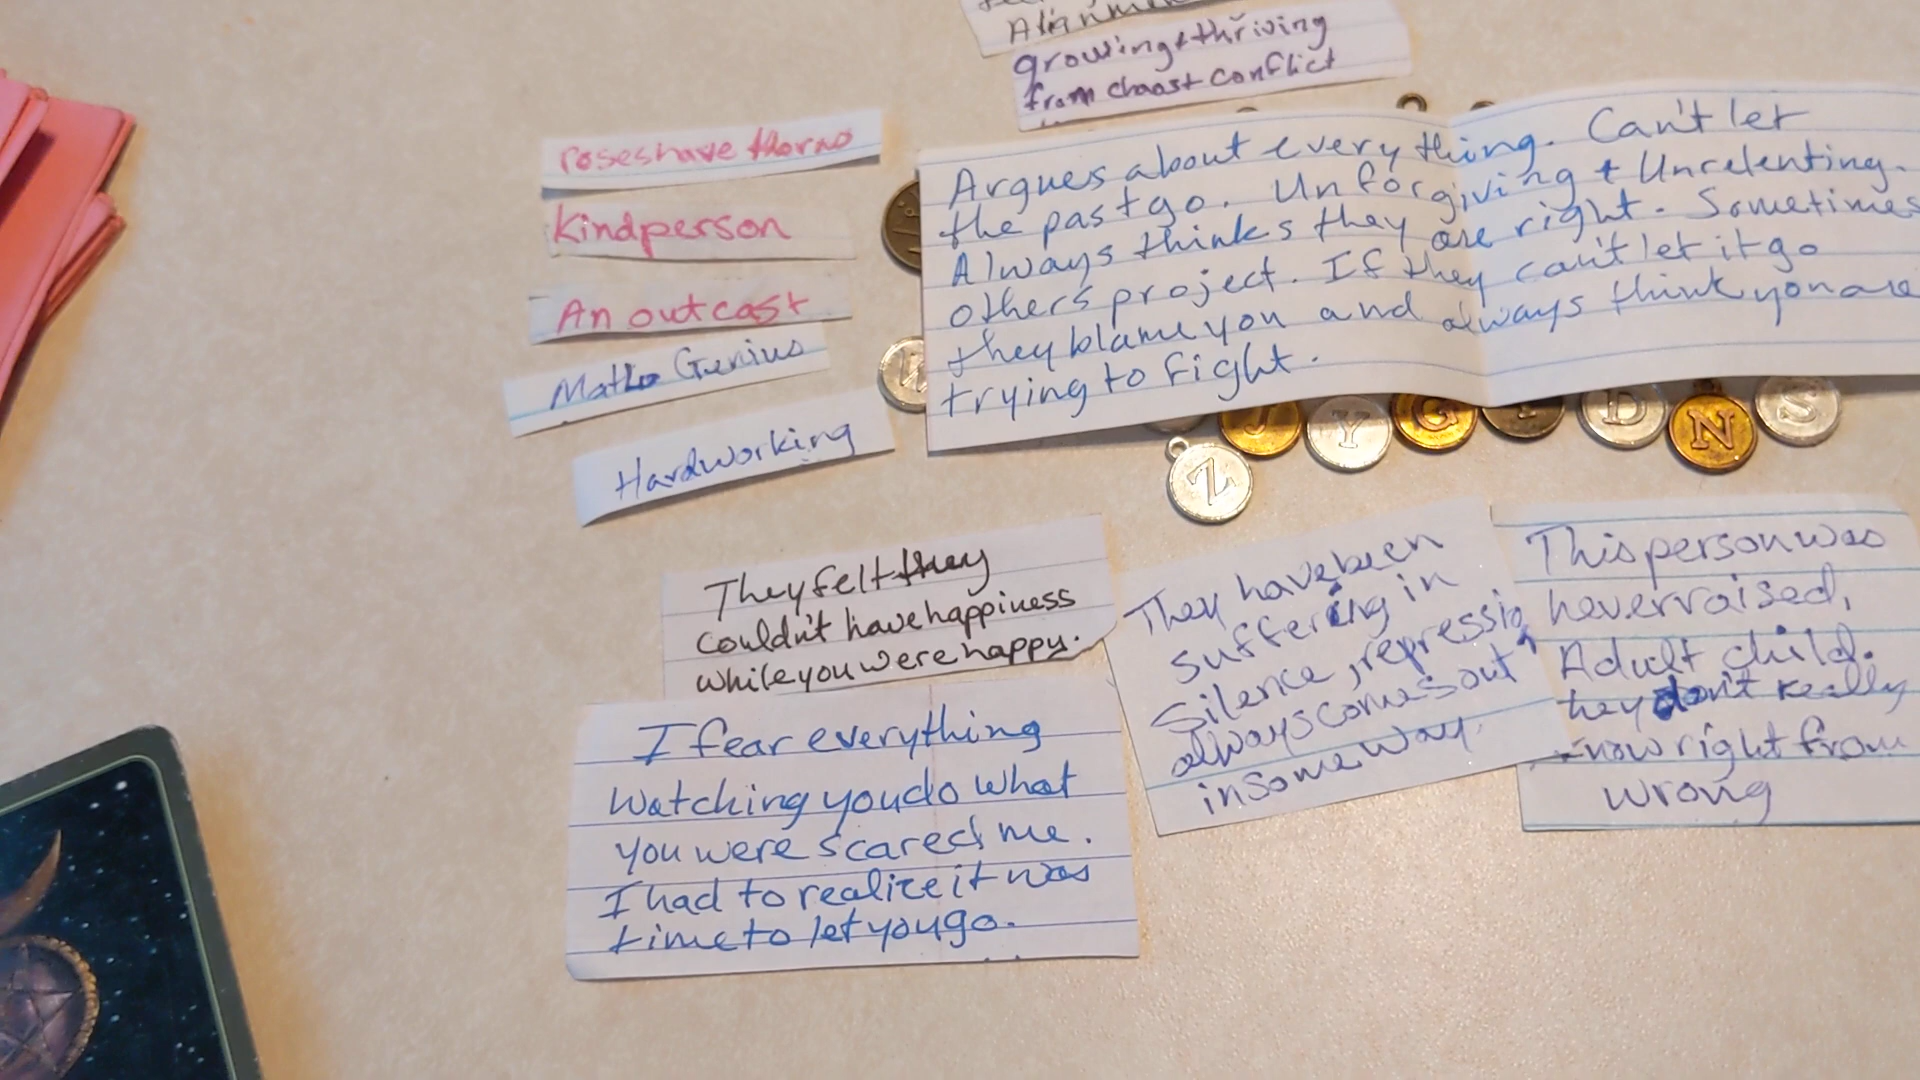 growing & thriving
from chaos + conflict
roses have thorns
Kind person
An outcast
Math Genius
Hardworking
Argues about everything. Can't let
the past go. Unforgiving + Unrelenting.
Always thinks they are right. Sometimes
others project. If they can't let it go
they blame you and always think you are
trying to fight.
J Y G D N S
Z
They felt they
couldn't have happiness
while you were happy.
They have been
suffering in
Silence, repression
always comes out
in some way.
This person was
never raised,
Adult child.
they don't really
know right from
wrong
I fear everything
watching you do what
you were scared me.
I had to realize it was
time to let you go.